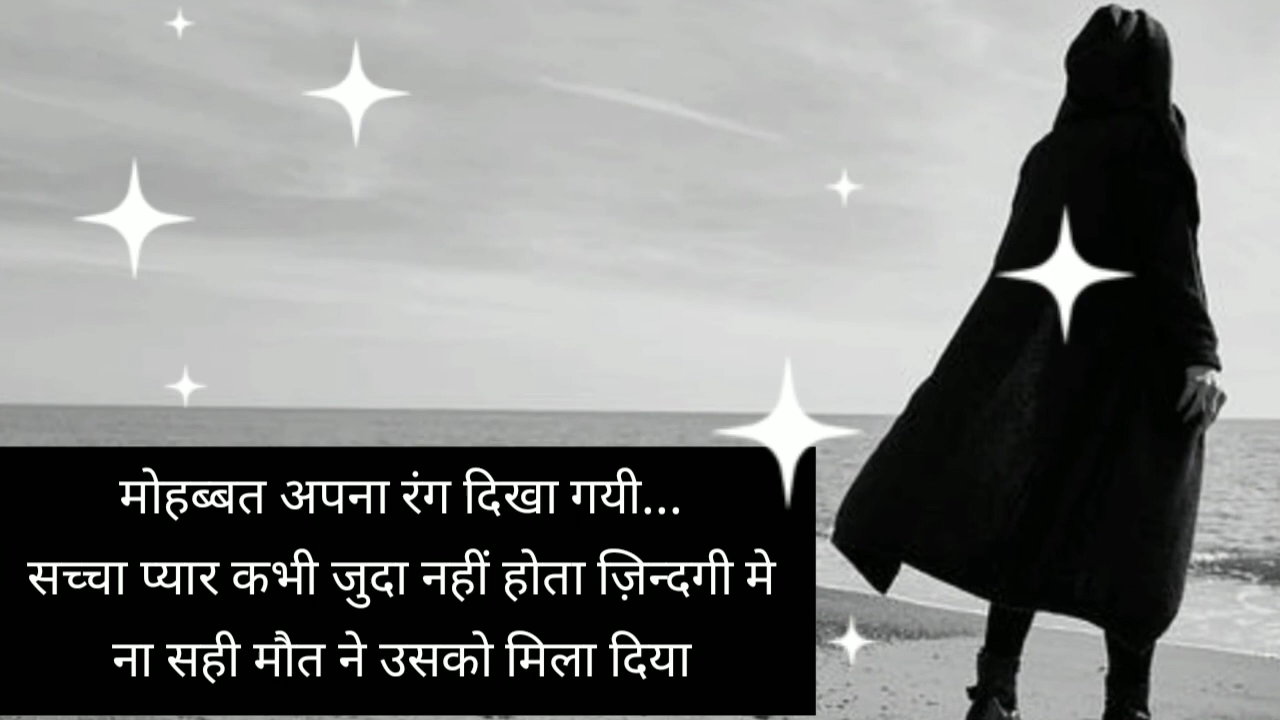 मोहब्बत अपना रंग दिखा गयी...
सच्चा प्यार कभी जुदा नहीं होता ज़िन्दगी मे
ना सही मौत ने उसको मिला दिया